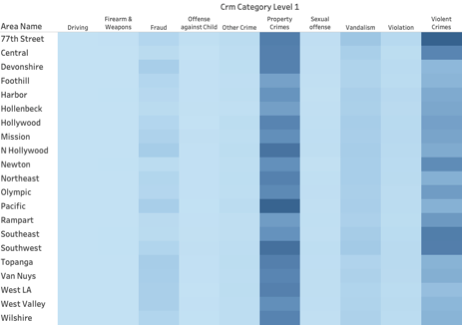 Crm Category Level 1
Area Name Driving Firearm & Weapons Fraud Offense against Child Other Crime Property Crimes Sexual offense Vandalism Violation Violent Crimes
77th Street
Central
Devonshire
Foothill
Harbor
Hollenbeck
Hollywood
Mission
N Hollywood
Newton
Northeast
Olympic
Pacific
Rampart
Southeast
Southwest
Topanga
Van Nuys
West LA
West Valley
Wilshire